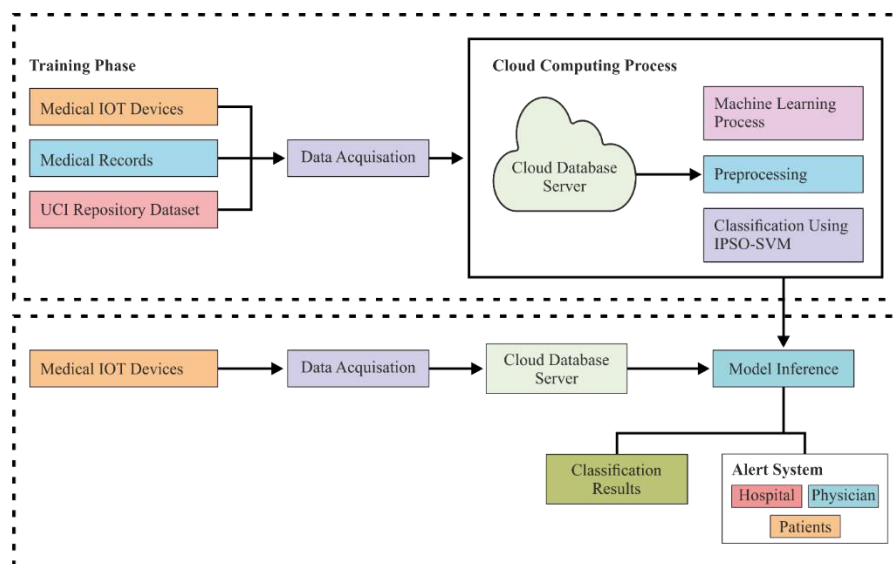 Training Phase
Medical IOT Devices
Medical Records
UCI Repository Dataset
Data Acquisation
Cloud Computing Process
Cloud Database
Server
Machine Learning
Process
Preprocessing
Classification Using
IPSO-SVM
Medical IOT Devices
Data Acquisation
Cloud Database
Server
Model Inference
Classification
Results
Alert System
Hospital
Physician
Patients